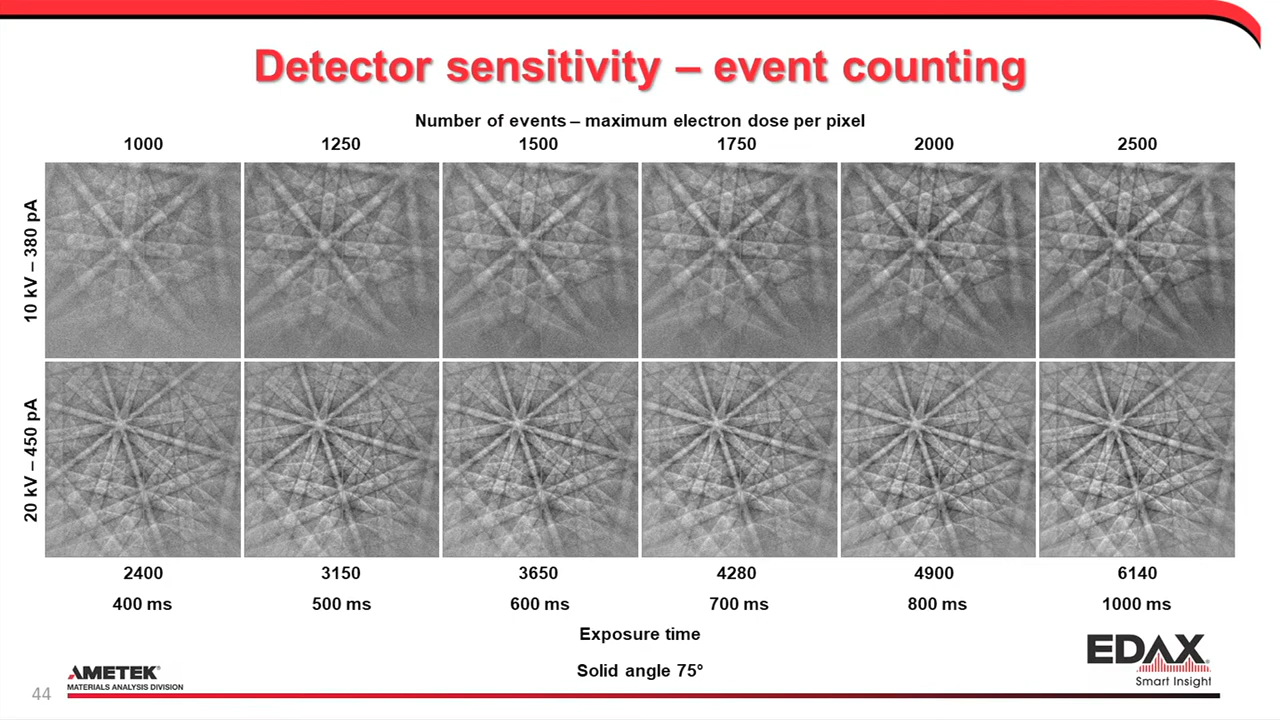 Detector sensitivity – event counting
Number of events – maximum electron dose per pixel
1000 1250 1500 1750 2000 2500
10 kV – 380 pA
20 kV – 450 pA
2400 3150 3650 4280 4900 6140
400 ms 500 ms 600 ms 700 ms 800 ms 1000 ms
Exposure time
Solid angle 75°
EDAX
Smart Insight
AMETEK®
MATERIALS ANALYSIS DIVISION
44